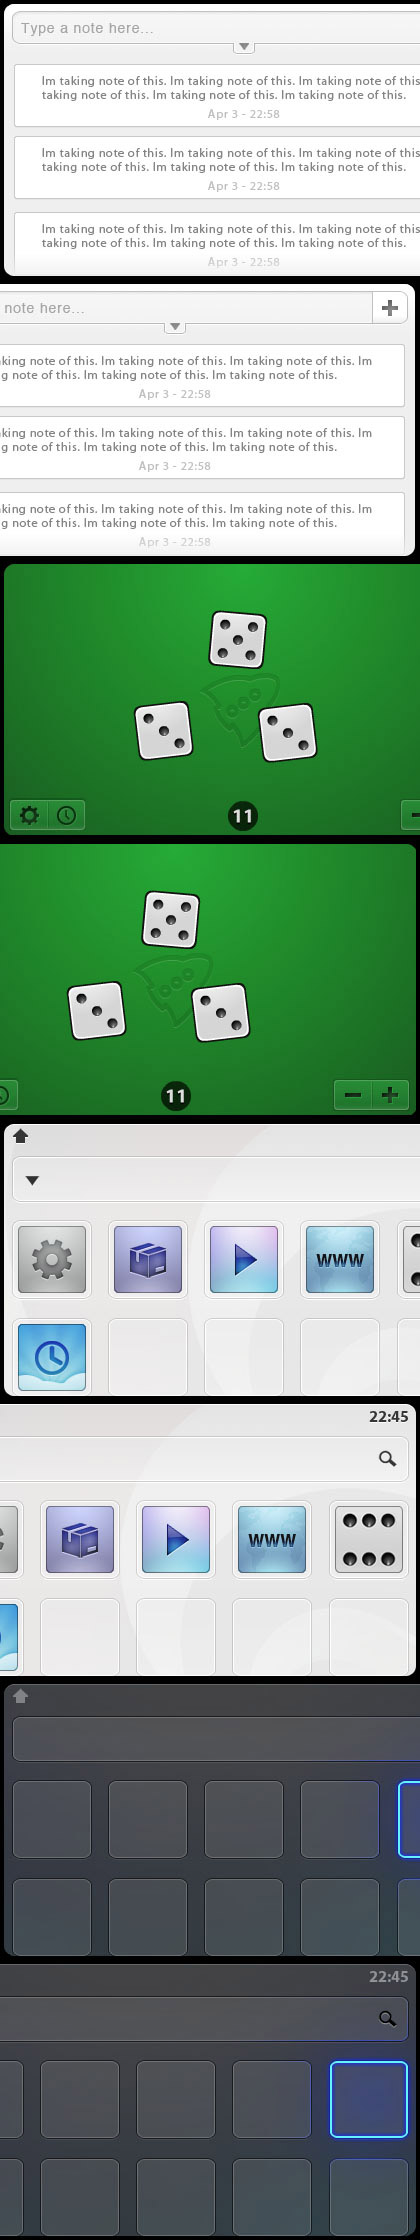 Type a note here...
Im taking note of this. Im taking note of this. Im taking note of this
taking note of this. Im taking note of this. Im taking note of this.
Apr 3 - 22:58
Im taking note of this. Im taking note of this. Im taking note of this
taking note of this. Im taking note of this. Im taking note of this.
Apr 3 - 22:58
Im taking note of this. Im taking note of this. Im taking note of this
taking note of this. Im taking note of this. Im taking note of this.
Apr 3 - 22:58
note here...
king note of this. Im taking note of this. Im taking note of this. Im
g note of this. Im taking note of this. Im taking note of this.
Apr 3 - 22:58
king note of this. Im taking note of this. Im taking note of this. Im
g note of this. Im taking note of this. Im taking note of this.
Apr 3 - 22:58
king note of this. Im taking note of this. Im taking note of this. Im
g note of this. Im taking note of this. Im taking note of this.
Apr 3 - 22:58
11
11
WWW
22:45
WWW
22:45